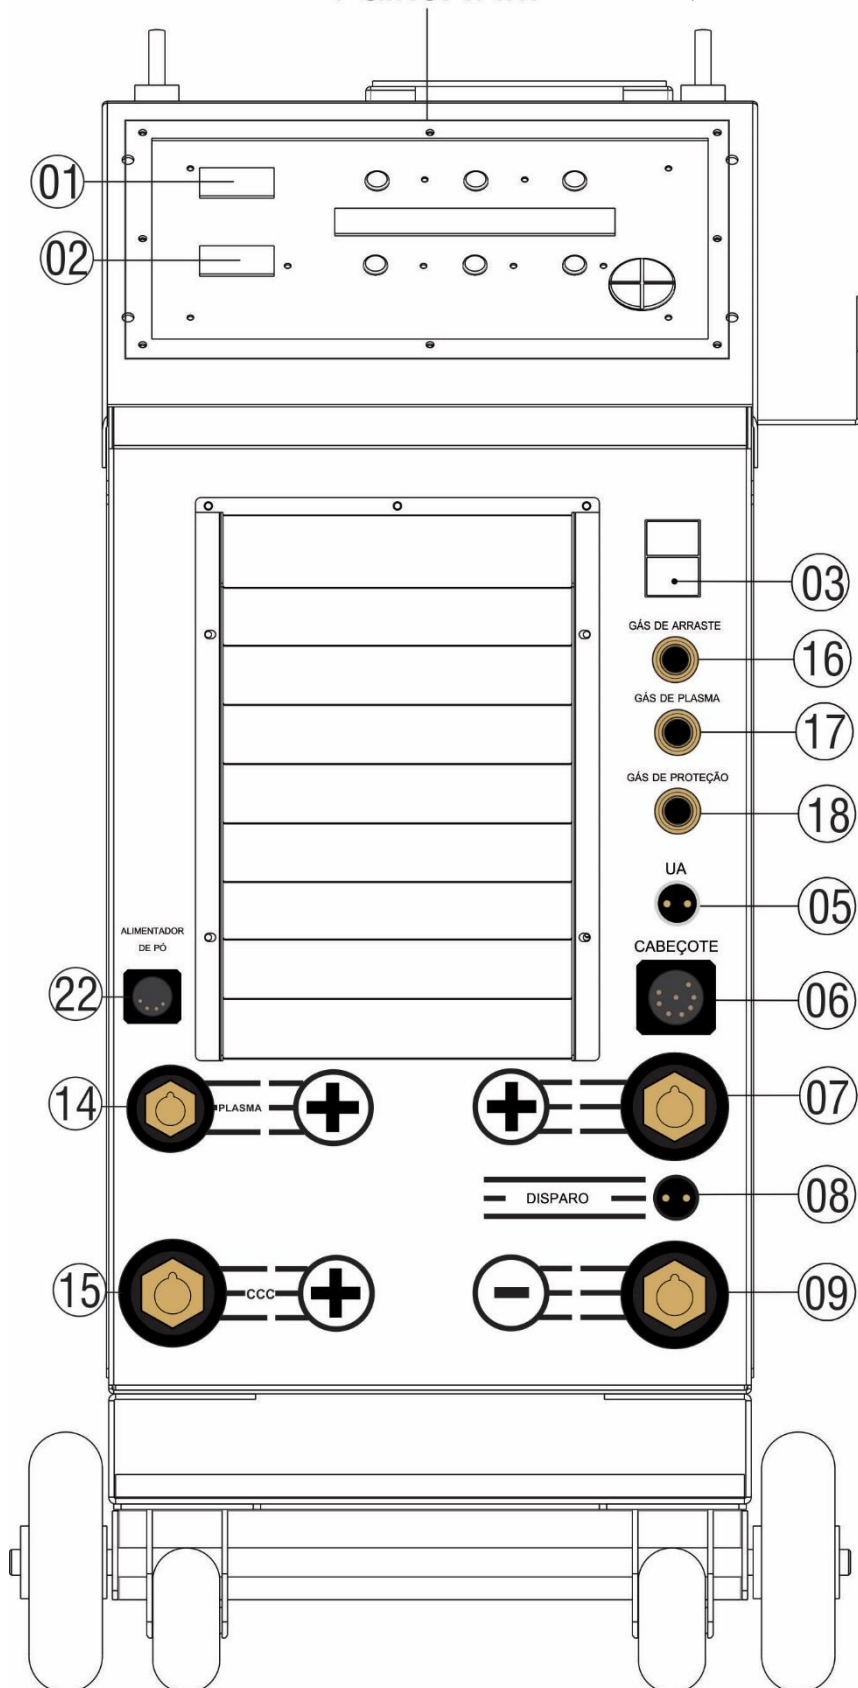 01
02
03
GÁS DE ARRASTE
16
GÁS DE PLASMA
17
GÁS DE PROTEÇÃO
18
UA
05
ALIMENTADOR
DE PÓ
CABEÇOTE
22
06
14
PLASMA
07
DISPARO
08
15
CCC
09